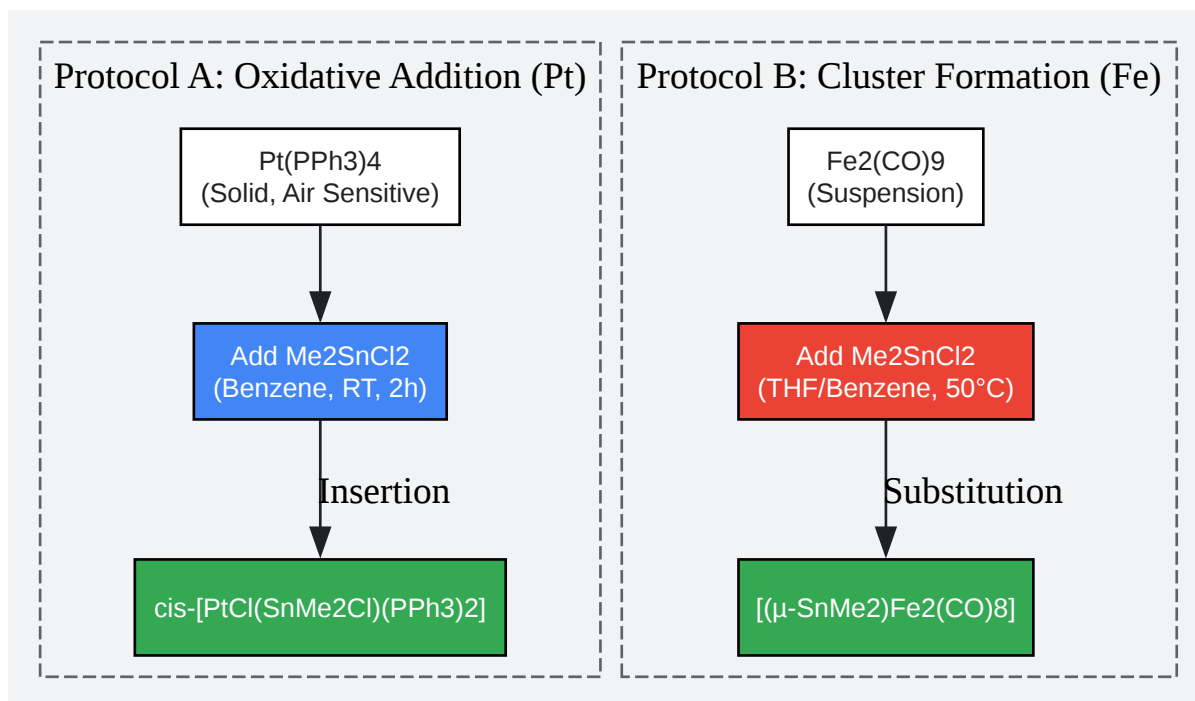 Protocol A: Oxidative Addition (Pt)
Pt(PPh3)4
(Solid, Air Sensitive)
Add Me2SnCl2
(Benzene, RT, 2h)
Insertion
cis-[PtCl(SnMe2Cl)(PPh3)2]
Protocol B: Cluster Formation (Fe)
Fe2(CO)9
(Suspension)
Add Me2SnCl2
(THF/Benzene, 50°C)
Substitution
[(µ-SnMe2)Fe2(CO)8]